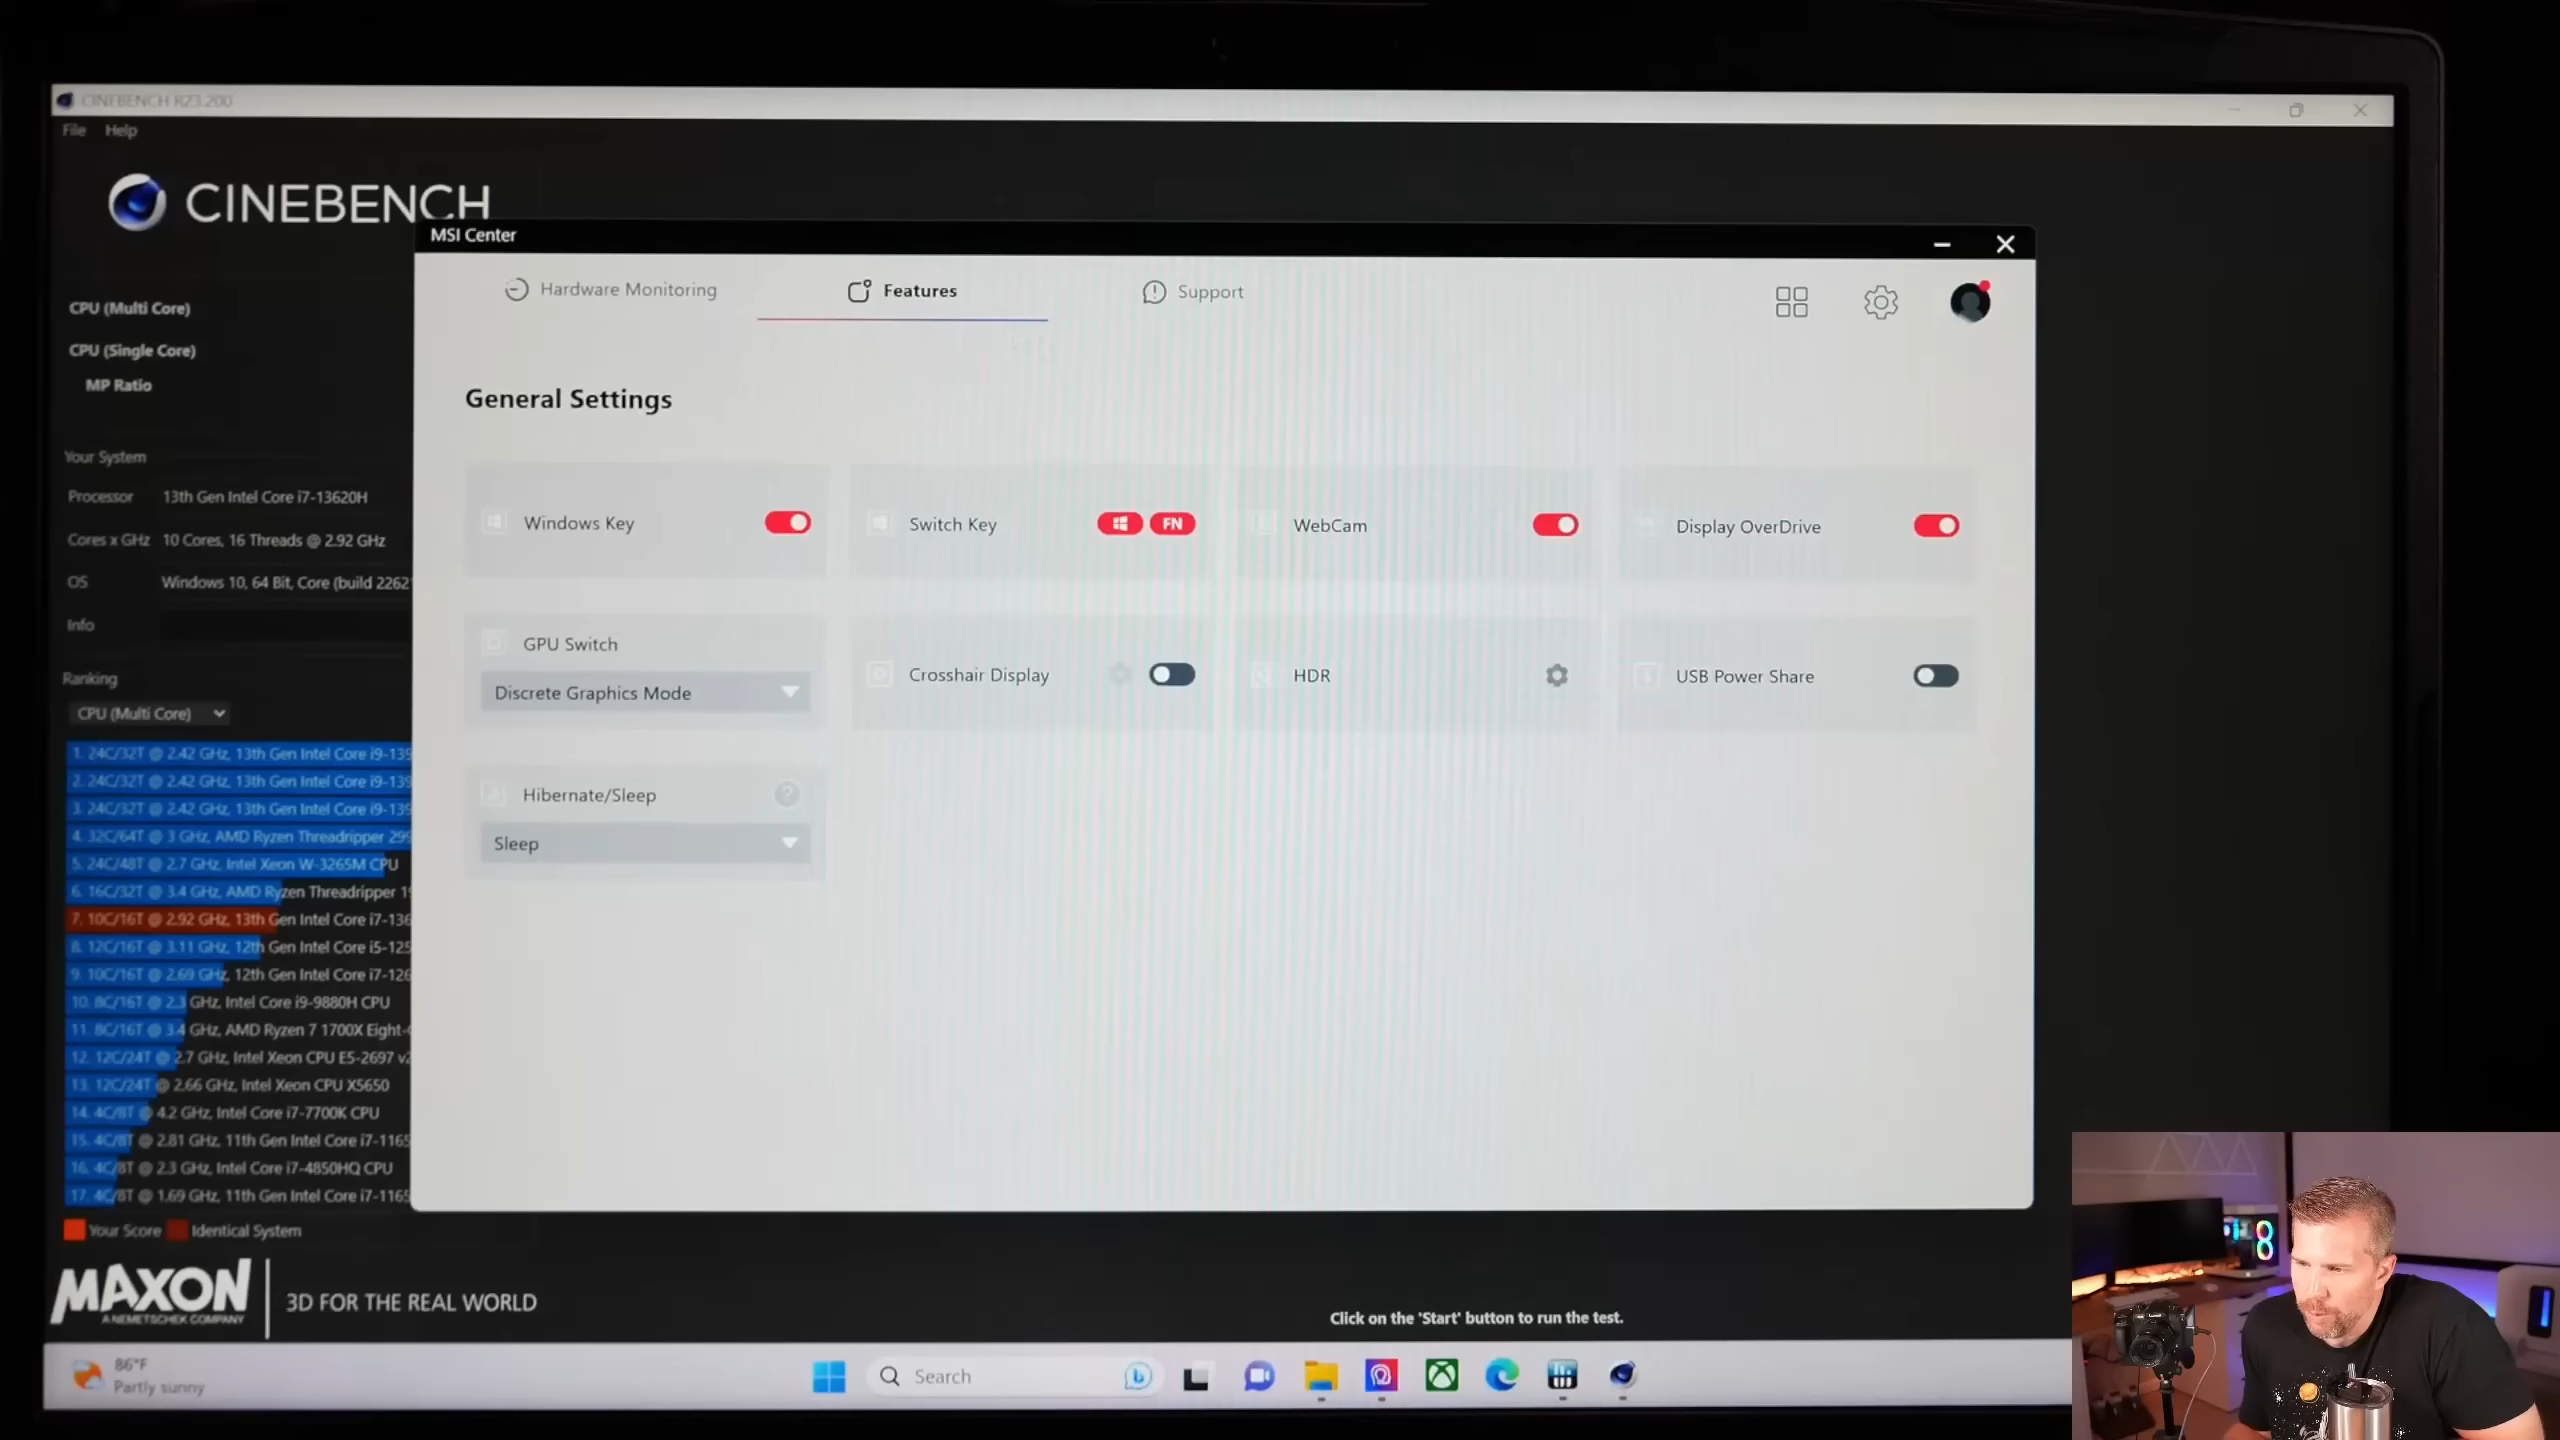 CINEBENCH R23.200
File Help
CINEBENCH
MSI Center
Hardware Monitoring
Features
Support
General Settings
Windows Key
Switch Key
FN
WebCam
Display OverDrive
GPU Switch
Discrete Graphics Mode
Crosshair Display
HDR
USB Power Share
Hibernate/Sleep
?
Sleep
CPU (Multi Core)
CPU (Single Core)
MP Ratio
Your System
Processor 13th Gen Intel Core i7-13620H
Cores x GHz 10 Cores, 16 Threads @ 2.92 GHz
OS Windows 10, 64 Bit, Core (build 22621
Info
Ranking
CPU (Multi Core)
1. 24C/32T @ 2.42 GHz, 13th Gen Intel Core i9-139
2. 24C/32T @ 2.42 GHz, 13th Gen Intel Core i9-139
3. 24C/32T @ 2.42 GHz, 13th Gen Intel Core i9-139
4. 32C/64T @ 3 GHz, AMD Ryzen Threadripper 299
5. 24C/48T @ 2.7 GHz, Intel Xeon W-3265M CPU
6. 16C/32T @ 3.4 GHz, AMD Ryzen Threadripper 19
7. 10C/16T @ 2.92 GHz, 13th Gen Intel Core i7-136
8. 12C/16T @ 3.11 GHz, 12th Gen Intel Core i5-125
9. 10C/16T @ 2.69 GHz, 12th Gen Intel Core i7-126
10. 8C/16T @ 2.3 GHz, Intel Core i9-9880H CPU
11. 8C/16T @ 3.4 GHz, AMD Ryzen 7 1700X Eight-
12. 12C/24T @ 2.7 GHz, Intel Xeon CPU E5-2697 v2
13. 12C/24T @ 2.66 GHz, Intel Xeon CPU X5650
14. 4C/8T @ 4.2 GHz, Intel Core i7-7700K CPU
15. 4C/8T @ 2.81 GHz, 11th Gen Intel Core i7-1165
16. 4C/8T @ 2.3 GHz, Intel Core i7-4850HQ CPU
17. 4C/8T @ 1.69 GHz, 11th Gen Intel Core i7-1165
Your Score Identical System
MAXON
A NEMETSCHEK COMPANY
3D FOR THE REAL WORLD
Click on the 'Start' button to run the test.
86°F
Partly sunny
Search